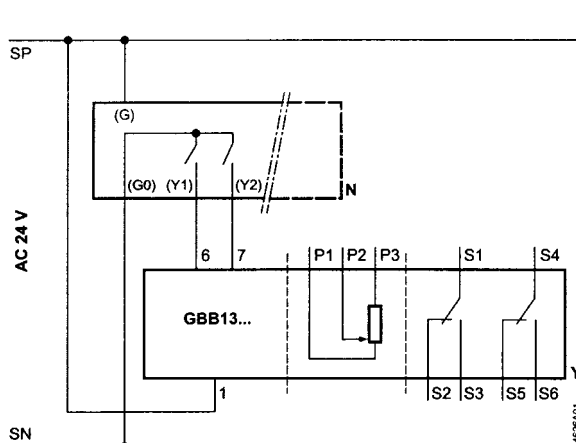 SP
(G)
(G0) (Y1) (Y2)
N
AC 24 V
6 7 P1 P2 P3 S1 S4
GBB13...
Y
1 S2 S3 S5 S6
SN